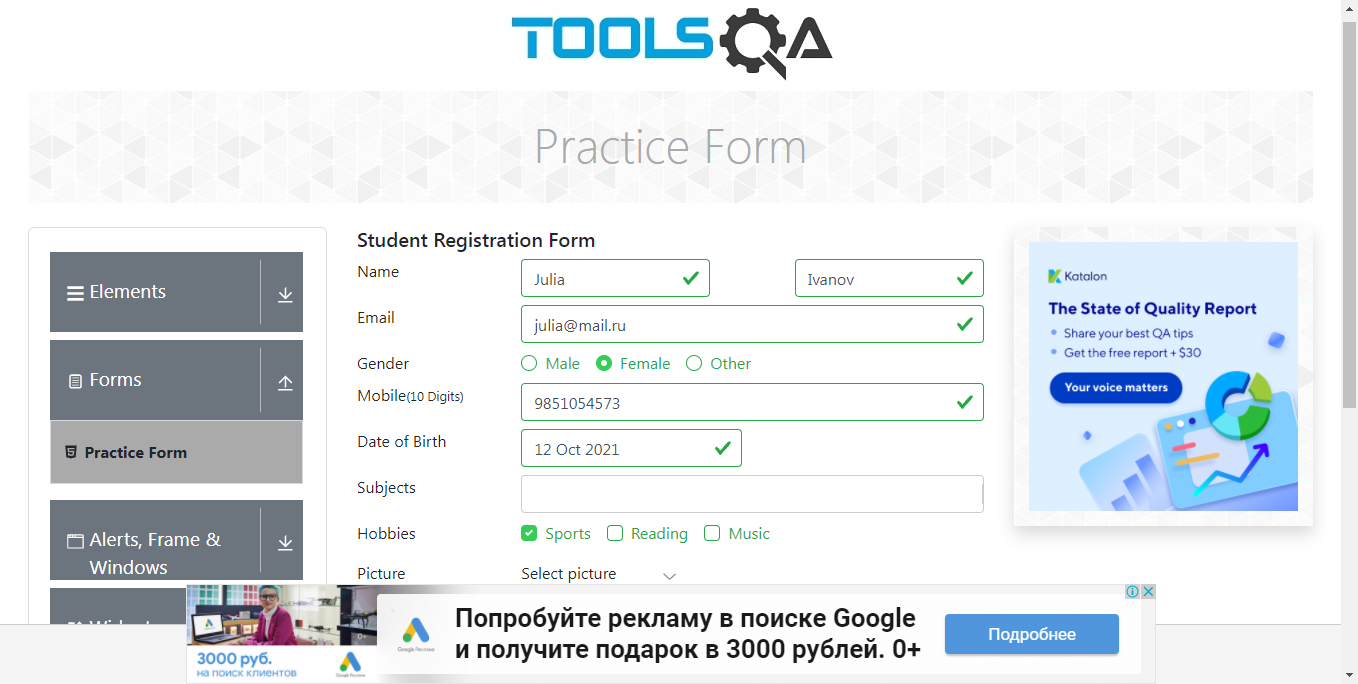 TOOLSQA
Practice Form
Elements
Forms
Practice Form
Alerts, Frame &
Windows
Student Registration Form
Name
Julia
Ivanov
Email
julia@mail.ru
Gender
Male
Female
Other
Mobile(10 Digits)
9851054573
Date of Birth
12 Oct 2021
Subjects
Hobbies
Sports
Reading
Music
Picture
Select picture
Katalon
The State of Quality Report
Share your best QA tips
Get the free report + $30
Your voice matters
3000 руб.
на поиск клиентов
Google Реклама
0+
Google Реклама
Попробуйте рекламу в поиске Google
и получите подарок в 3000 рублей. 0+
Подробнее